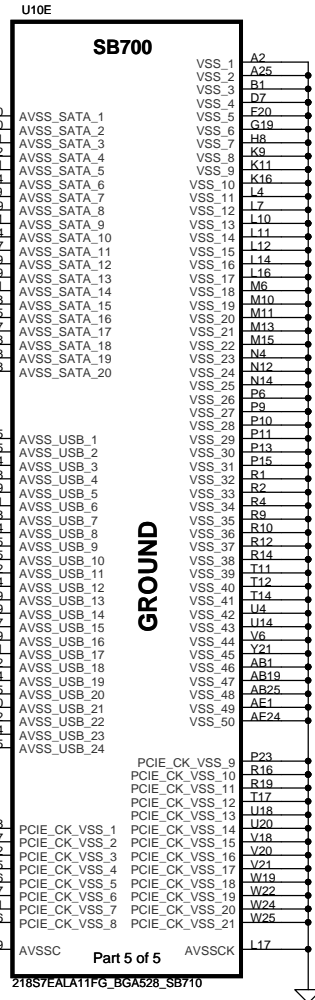 U10E
SB700
VSS_1 A2
VSS_2 A25
VSS_3 B1
VSS_4 D7
AVSS_SATA_1 VSS_5 F20
AVSS_SATA_2 VSS_6 G19
AVSS_SATA_3 VSS_7 H8
AVSS_SATA_4 VSS_8 K9
AVSS_SATA_5 VSS_9 K11
AVSS_SATA_6 VSS_10 K16
AVSS_SATA_7 VSS_11 L4
AVSS_SATA_8 VSS_12 L7
AVSS_SATA_9 VSS_13 L10
AVSS_SATA_10 VSS_14 L11
AVSS_SATA_11 VSS_15 L12
AVSS_SATA_12 VSS_16 L14
AVSS_SATA_13 VSS_17 L16
AVSS_SATA_14 VSS_18 M6
AVSS_SATA_15 VSS_19 M10
AVSS_SATA_16 VSS_20 M11
AVSS_SATA_17 VSS_21 M13
AVSS_SATA_18 VSS_22 M15
AVSS_SATA_19 VSS_23 N4
AVSS_SATA_20 VSS_24 N12
VSS_25 N14
VSS_26 P6
VSS_27 P9
VSS_28 P10
AVSS_USB_1 VSS_29 P11
AVSS_USB_2 VSS_30 P13
AVSS_USB_3 VSS_31 P15
AVSS_USB_4 VSS_32 R1
AVSS_USB_5 VSS_33 R2
AVSS_USB_6 VSS_34 R4
AVSS_USB_7 VSS_35 R9
AVSS_USB_8 VSS_36 R10
AVSS_USB_9 VSS_37 R12
AVSS_USB_10 VSS_38 R14
AVSS_USB_11 VSS_39 T11
AVSS_USB_12 VSS_40 T12
AVSS_USB_13 VSS_41 T14
AVSS_USB_14 VSS_42 U4
AVSS_USB_15 VSS_43 U14
AVSS_USB_16 VSS_44 V6
AVSS_USB_17 VSS_45 Y21
AVSS_USB_18 VSS_46 AB1
AVSS_USB_19 VSS_47 AB19
AVSS_USB_20 VSS_48 AB25
AVSS_USB_21 VSS_49 AE1
AVSS_USB_22 VSS_50 AE24
AVSS_USB_23
AVSS_USB_24
GROUND
PCIE_CK_VSS_9 P23
PCIE_CK_VSS_10 R16
PCIE_CK_VSS_11 R19
PCIE_CK_VSS_12 T17
PCIE_CK_VSS_13 U18
PCIE_CK_VSS_1 PCIE_CK_VSS_14 U20
PCIE_CK_VSS_2 PCIE_CK_VSS_15 V18
PCIE_CK_VSS_3 PCIE_CK_VSS_16 V20
PCIE_CK_VSS_4 PCIE_CK_VSS_17 V21
PCIE_CK_VSS_5 PCIE_CK_VSS_18 W19
PCIE_CK_VSS_6 PCIE_CK_VSS_19 W22
PCIE_CK_VSS_7 PCIE_CK_VSS_20 W24
PCIE_CK_VSS_8 PCIE_CK_VSS_21 W25
AVSSC Part 5 of 5 AVSSCK L17
218S7EALA11FG_BGA528_SB710